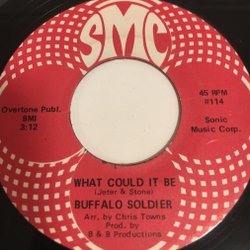 SMC
Overtone Publ.
BMI
3:12
45 RPM
#114
Sonic
Music Corp.
WHAT COULD IT BE
(Jeter & Stone)
BUFFALO SOLDIER
Arr. by Chris Towns
Prod. by
B & B Productions